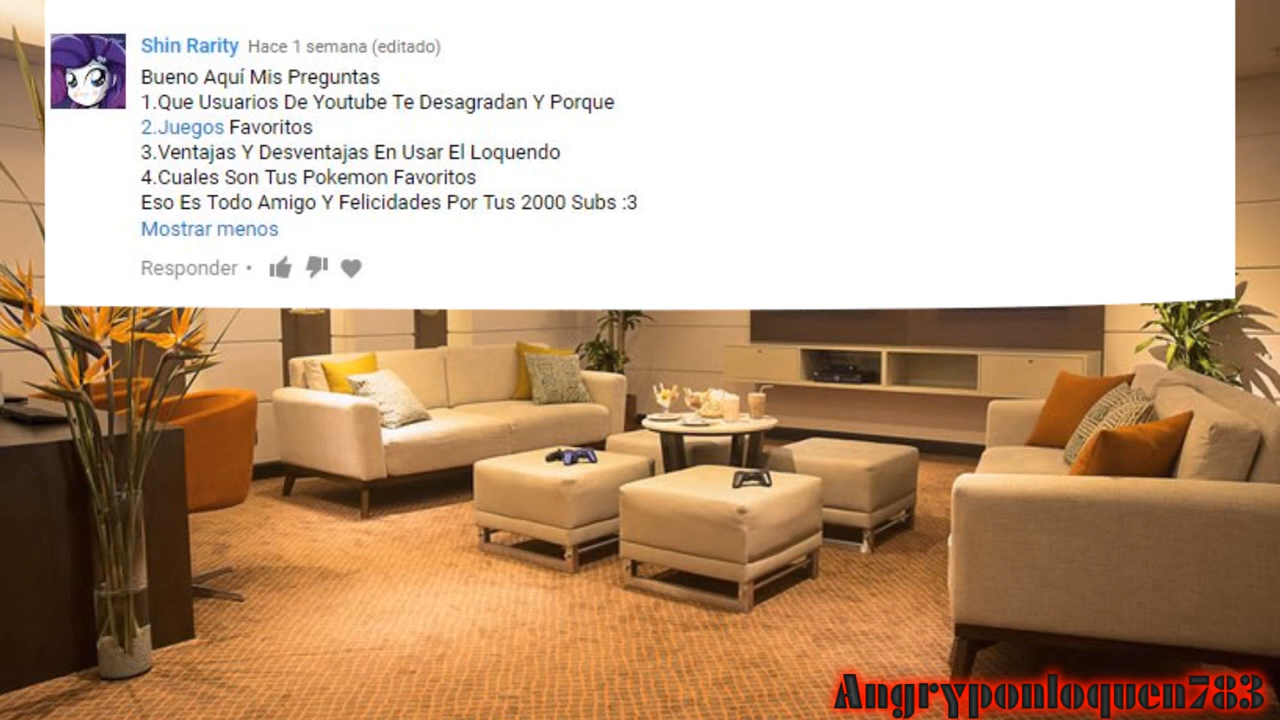 Shin Rarity Hace 1 semana (editado)
Bueno Aquí Mis Preguntas
1.Que Usuarios De Youtube Te Desagradan Y Porque
2.Juegos Favoritos
3.Ventajas Y Desventajas En Usar El Loquendo
4.Cuales Son Tus Pokemon Favoritos
Eso Es Todo Amigo Y Felicidades Por Tus 2000 Subs :3
Mostrar menos
Responder •
Angryponloquen783